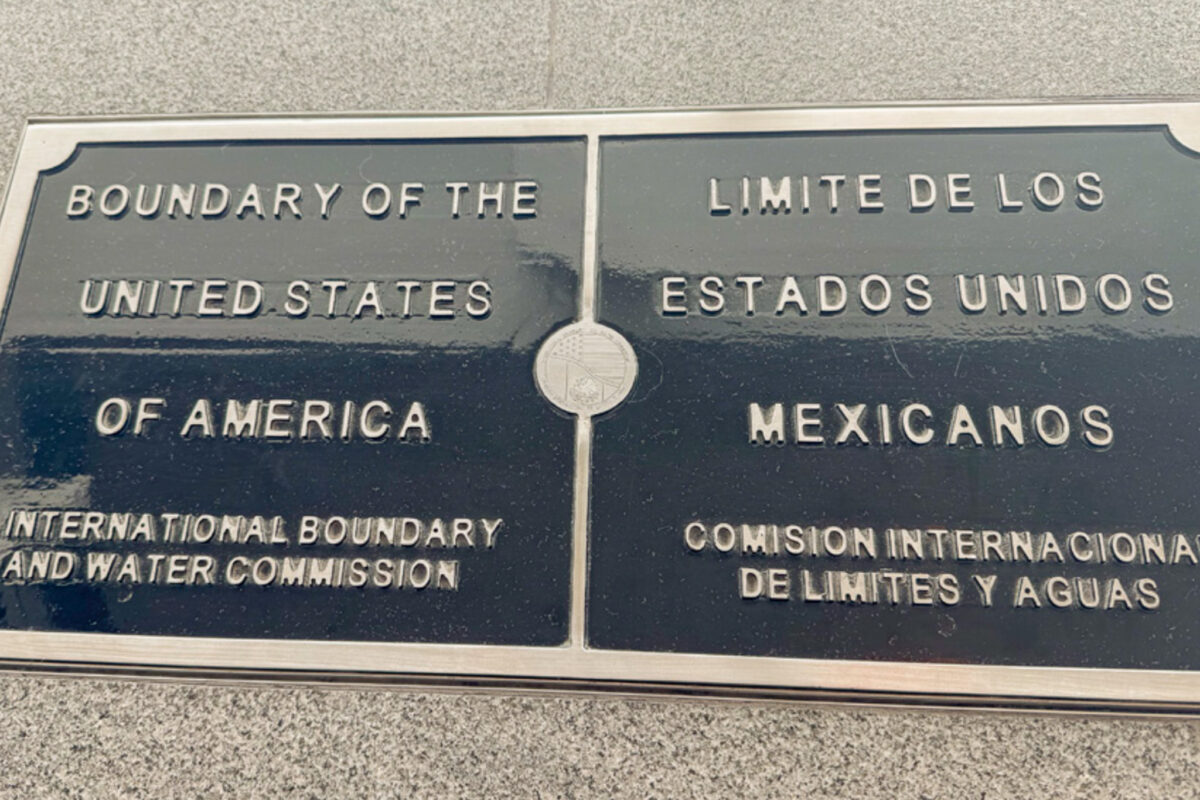 BOUNDARY OF THE
UNITED STATES
OF AMERICA
INTERNATIONAL BOUNDARY
AND WATER COMMISSION
LIMITE DE LOS
ESTADOS UNIDOS
MEXICANOS
COMISION INTERNACIONA
DE LIMITES Y AGUAS